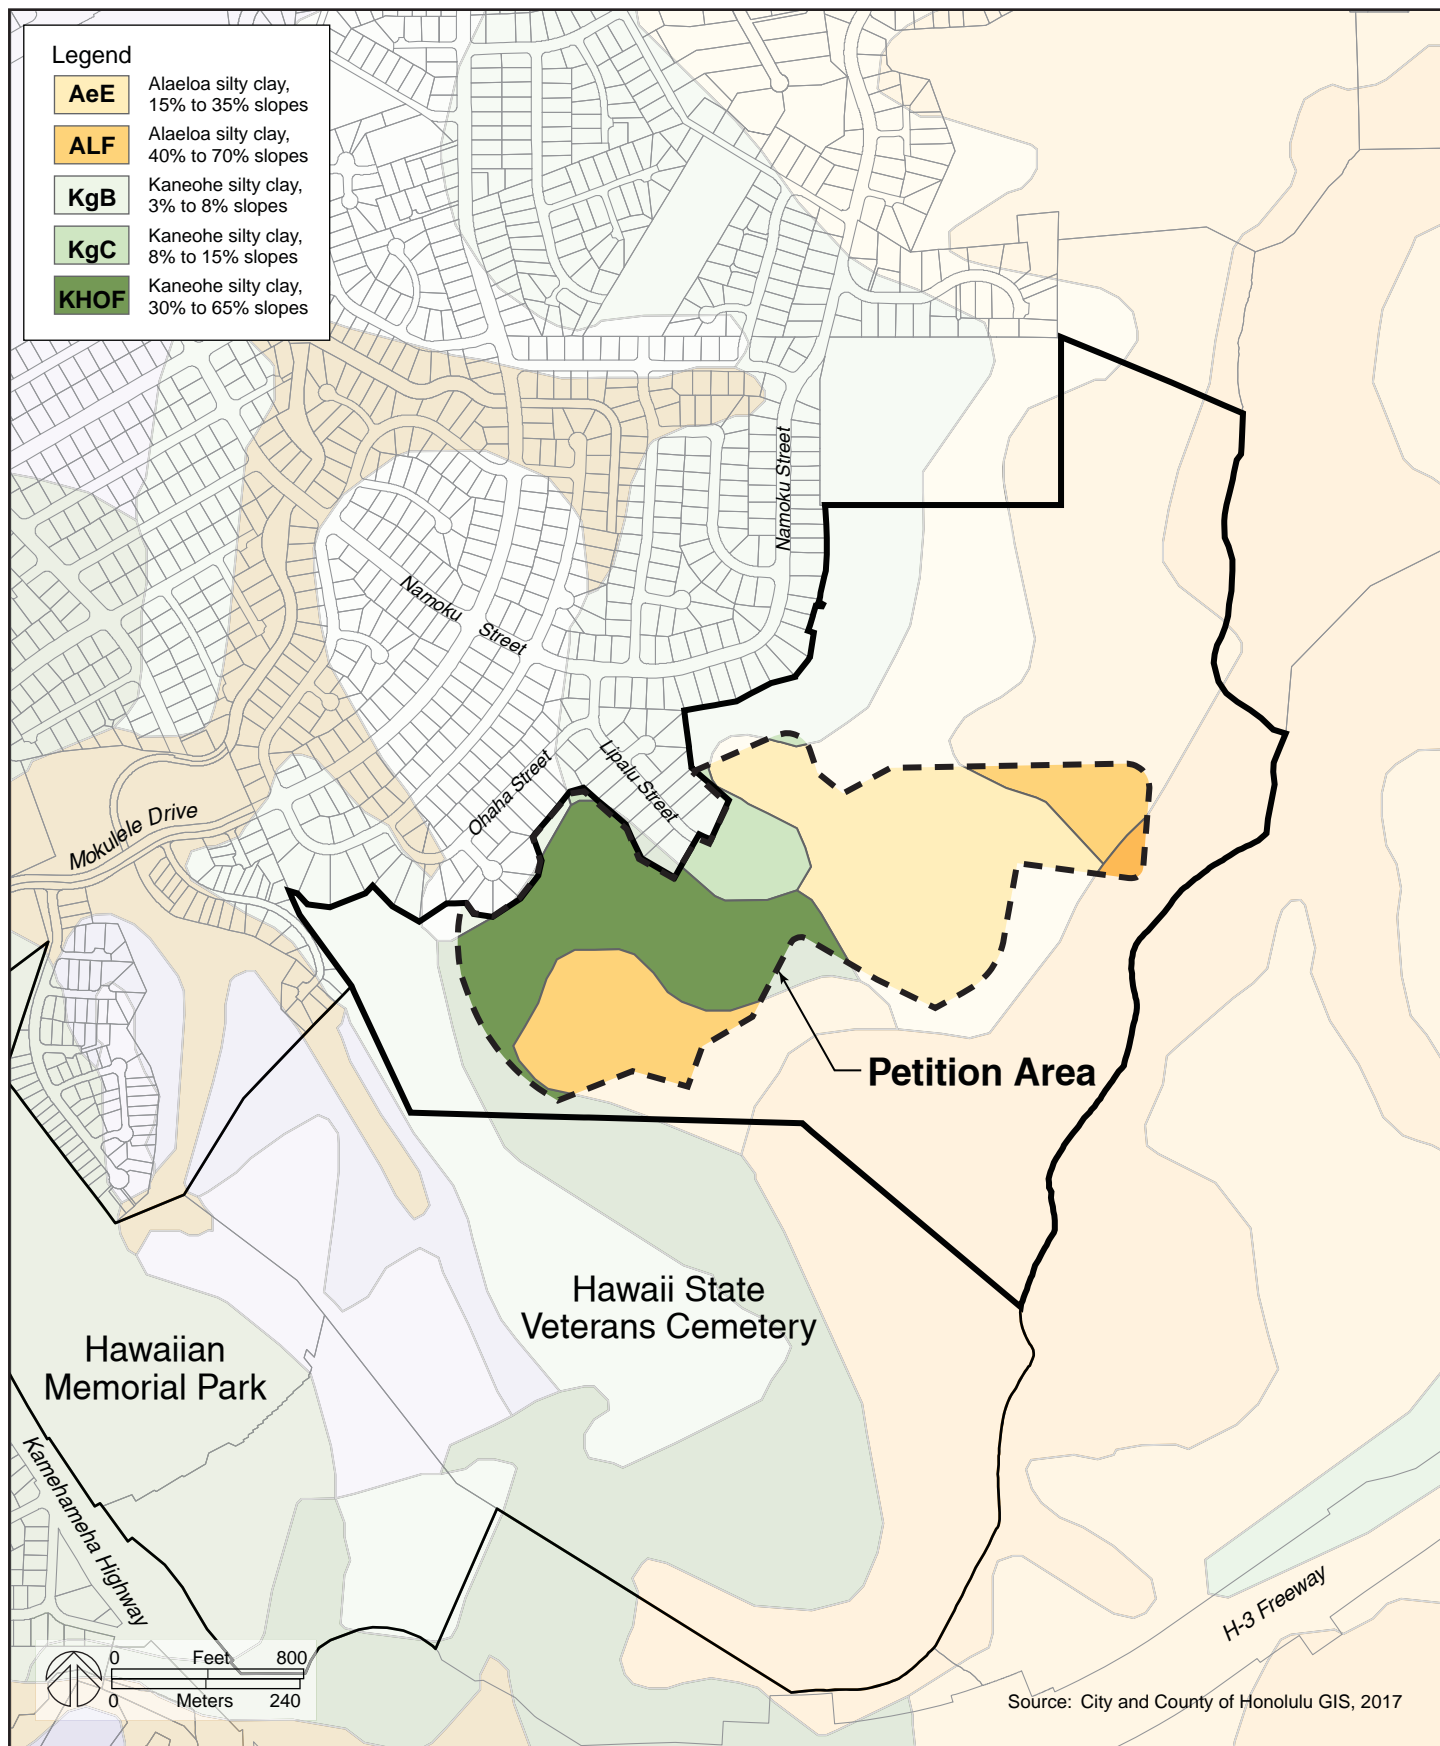 Legend
AeE
Alaeloa silty clay,
15% to 35% slopes
ALF
Alaeloa silty clay,
40% to 70% slopes
KgB
Kaneohe silty clay,
3% to 8% slopes
KgC
Kaneohe silty clay,
8% to 15% slopes
KHOF
Kaneohe silty clay,
30% to 65% slopes
Namoku Street
Namoku Street
Ohaha Street
Lipalu Street
Mokulele Drive
Petition Area
Hawaii State
Veterans Cemetery
Hawaiian
Memorial Park
Kamehameha Highway
H-3 Freeway
0 Feet 800
0 Meters 240
Source: City and County of Honolulu GIS, 2017